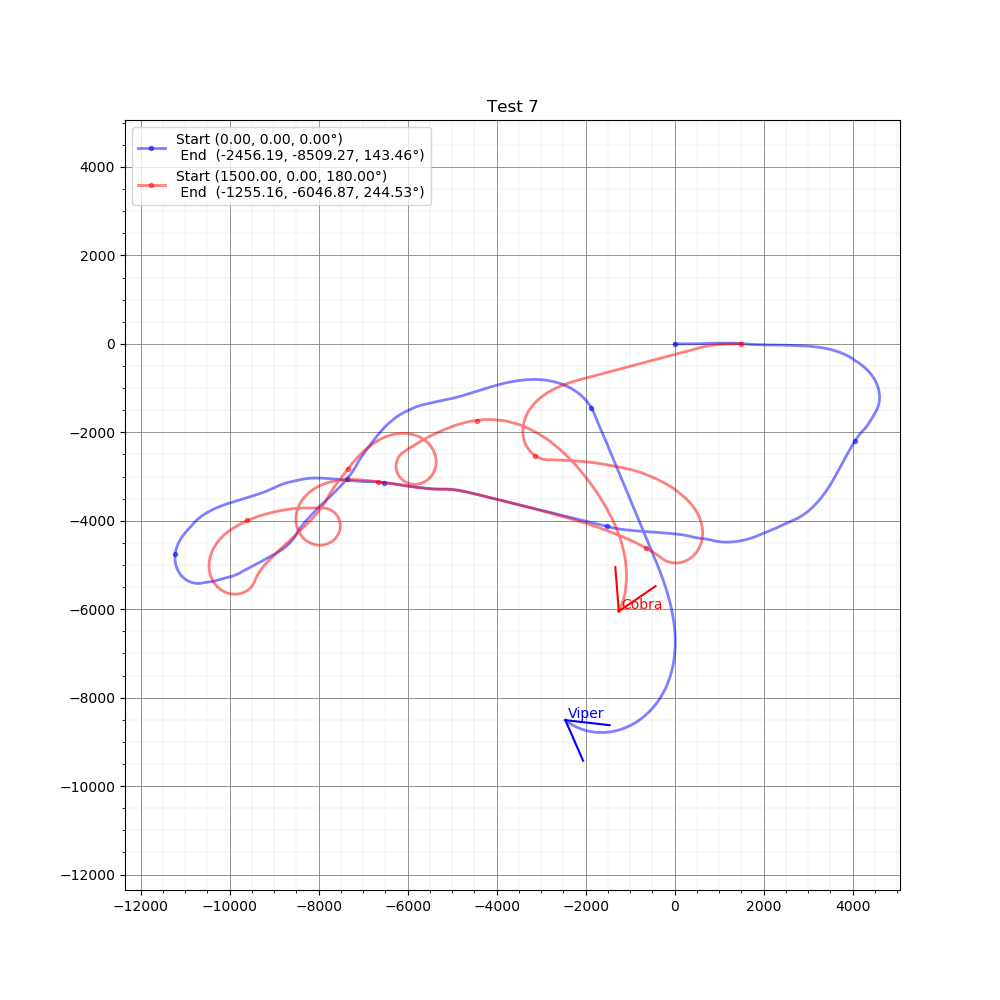 Test 7
Start (0.00, 0.00, 0.00°)
End (-2456.19, -8509.27, 143.46°)
Start (1500.00, 0.00, 180.00°)
End (-1255.16, -6046.87, 244.53°)
4000
2000
0
−2000
−4000
−6000
−8000
−10000
−12000
Cobra
Viper
−12000 −10000 −8000 −6000 −4000 −2000 0 2000 4000